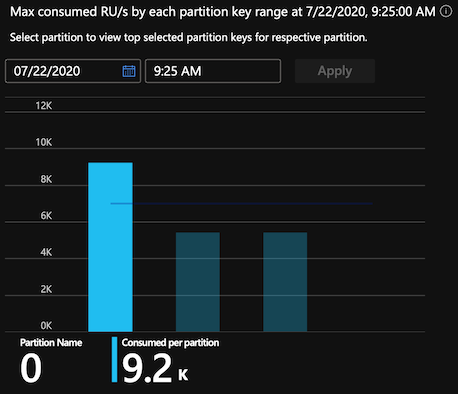 Max consumed RU/s by each partition key range at 7/22/2020, 9:25:00 AM
Select partition to view top selected partition keys for respective partition.
07/22/2020 9:25 AM Apply
12K
10K
8K
6K
4K
2K
0K
Partition Name Consumed per partition
0 9.2 K